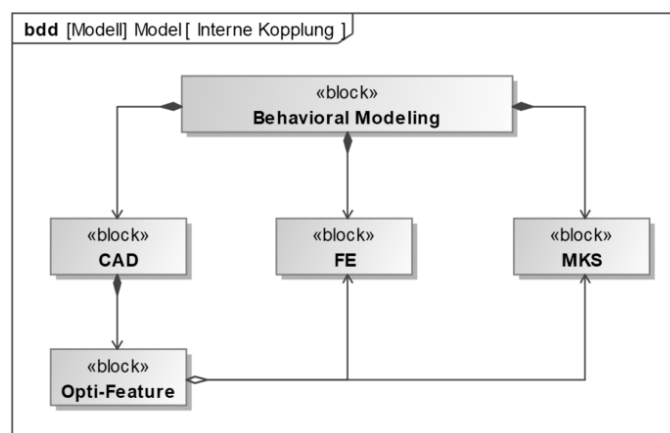 bdd [Modell] Model [ Interne Kopplung ]
«block»
Behavioral Modeling
«block»
CAD
«block»
FE
«block»
MKS
«block»
Opti-Feature